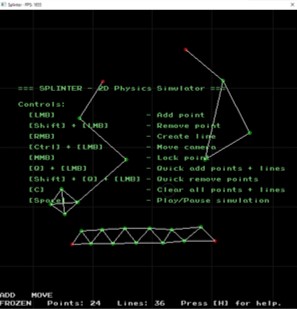 Splinter - FPS:
=== SPLINTER - 2D Physics Simulator ===
Controls:
[LMB] - Add point
[Shift] + [LMB] - Remove point
[RMB] - Create line
[Ctrl] + [LMB] - Move camera
[MMB] - Lock point
[Q] + [LMB] - Quick add points + lines
[Shift] + [Q] + [LMB] - Quick remove points
[C] - Clear all points + lines
[Space] - Play/Pause simulation
ADD MOVE
FROZEN Points: 24 Lines: 36 Press [H] for help.